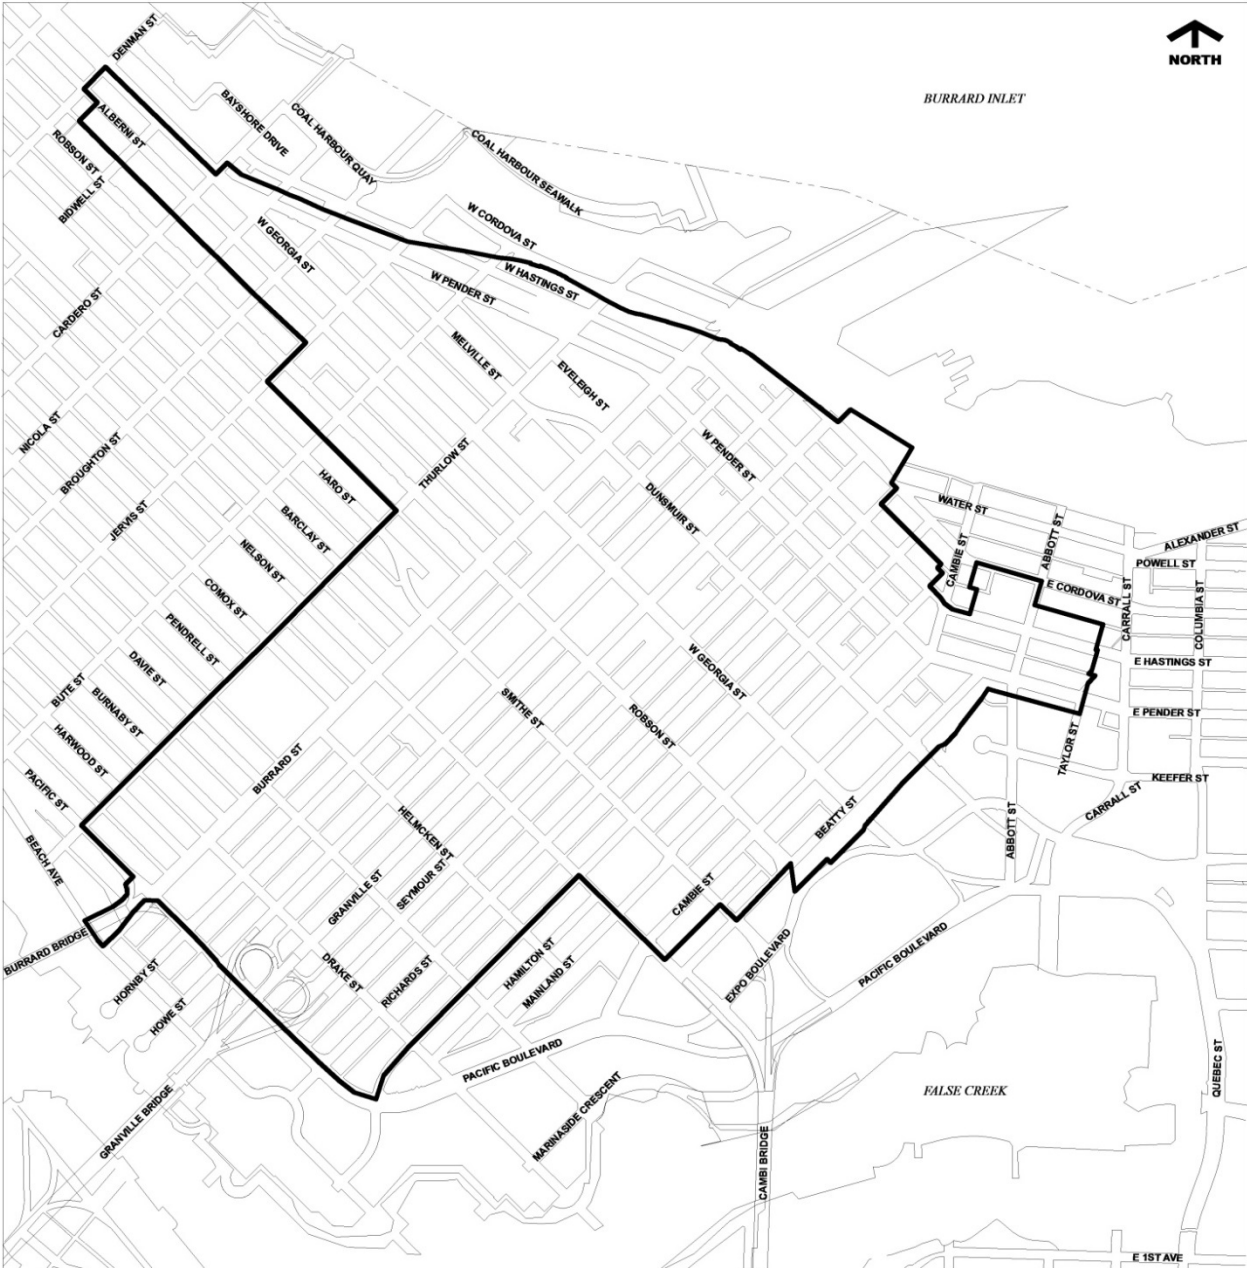 DENMAN ST
NORTH
BURRARD INLET
BAYSHORE DRIVE
COAL HARBOUR QUAY
ALBERNI ST
COAL HARBOUR SEAWALK
ROBSON ST
BIDWELL ST
W CORDOVA ST
W GEORGIA ST
W HASTINGS ST
W PENDER ST
CARDERO ST
MELVILLE ST
EVELEIGH ST
NICOLA ST
BROUGHTON ST
THURLOW ST
W PENDER ST
HARO ST
DUNSMUIR ST
JERVIS ST
BARCLAY ST
WATER ST
ABBOTT ST
ALEXANDER ST
NELSON ST
CAMBIE ST
POWELL ST
COMOX ST
E CORDOVA ST
CARRALL ST
COLUMBIA ST
PENDRELL ST
E HASTINGS ST
DAVIE ST
W GEORGIA ST
BUTE ST
BURNABY ST
SMITHE ST
ROBSON ST
E PENDER ST
HARWOOD ST
TAYLOR ST
BURRARD ST
KEEFER ST
PACIFIC ST
CARRALL ST
BEATTY ST
HELMCKEN ST
ABBOTT ST
BEACH AVE
GRANVILLE ST
SEYMOUR ST
CAMBIE ST
BURRARD BRIDGE
HORNBY ST
DRAKE ST
RICHARDS ST
HAMILTON ST
MAINLAND ST
EXPO BOULEVARD
PACIFIC BOULEVARD
HOWE ST
PACIFIC BOULEVARD
QUEBEC ST
FALSE CREEK
GRANVILLE BRIDGE
MARINASIDE CRESCENT
CAMBI BRIDGE
E 1ST AVE